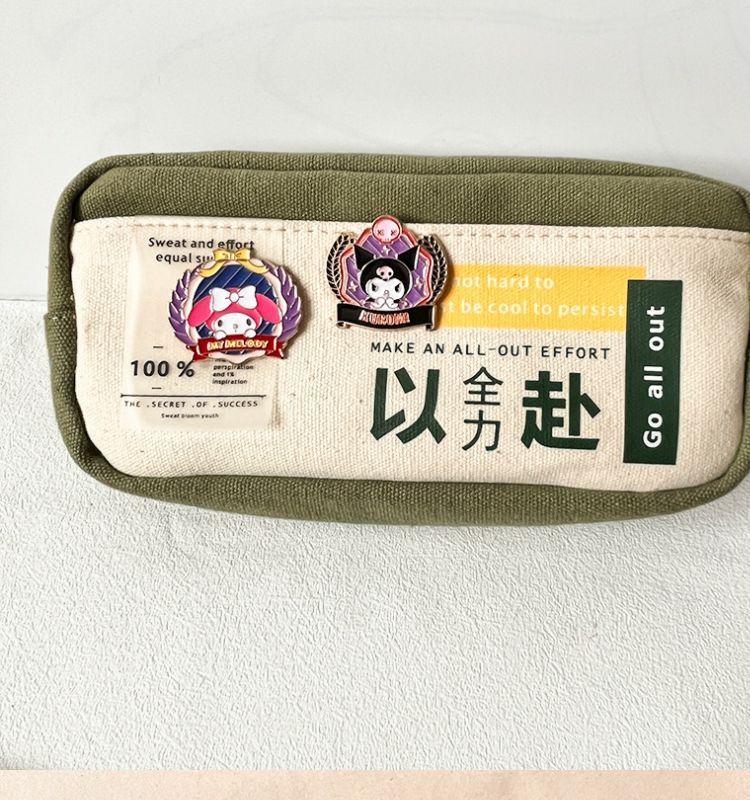 Sweat and effort
equal
MY MELODY
100 %
perspiration
and 1%
inspiration
THE .SECRET .OF .SUCCESS
Sweat bloom youth
KUROMI
not hard to
be cool to persist
MAKE AN ALL-OUT EFFORT
以全力赴
Go all out